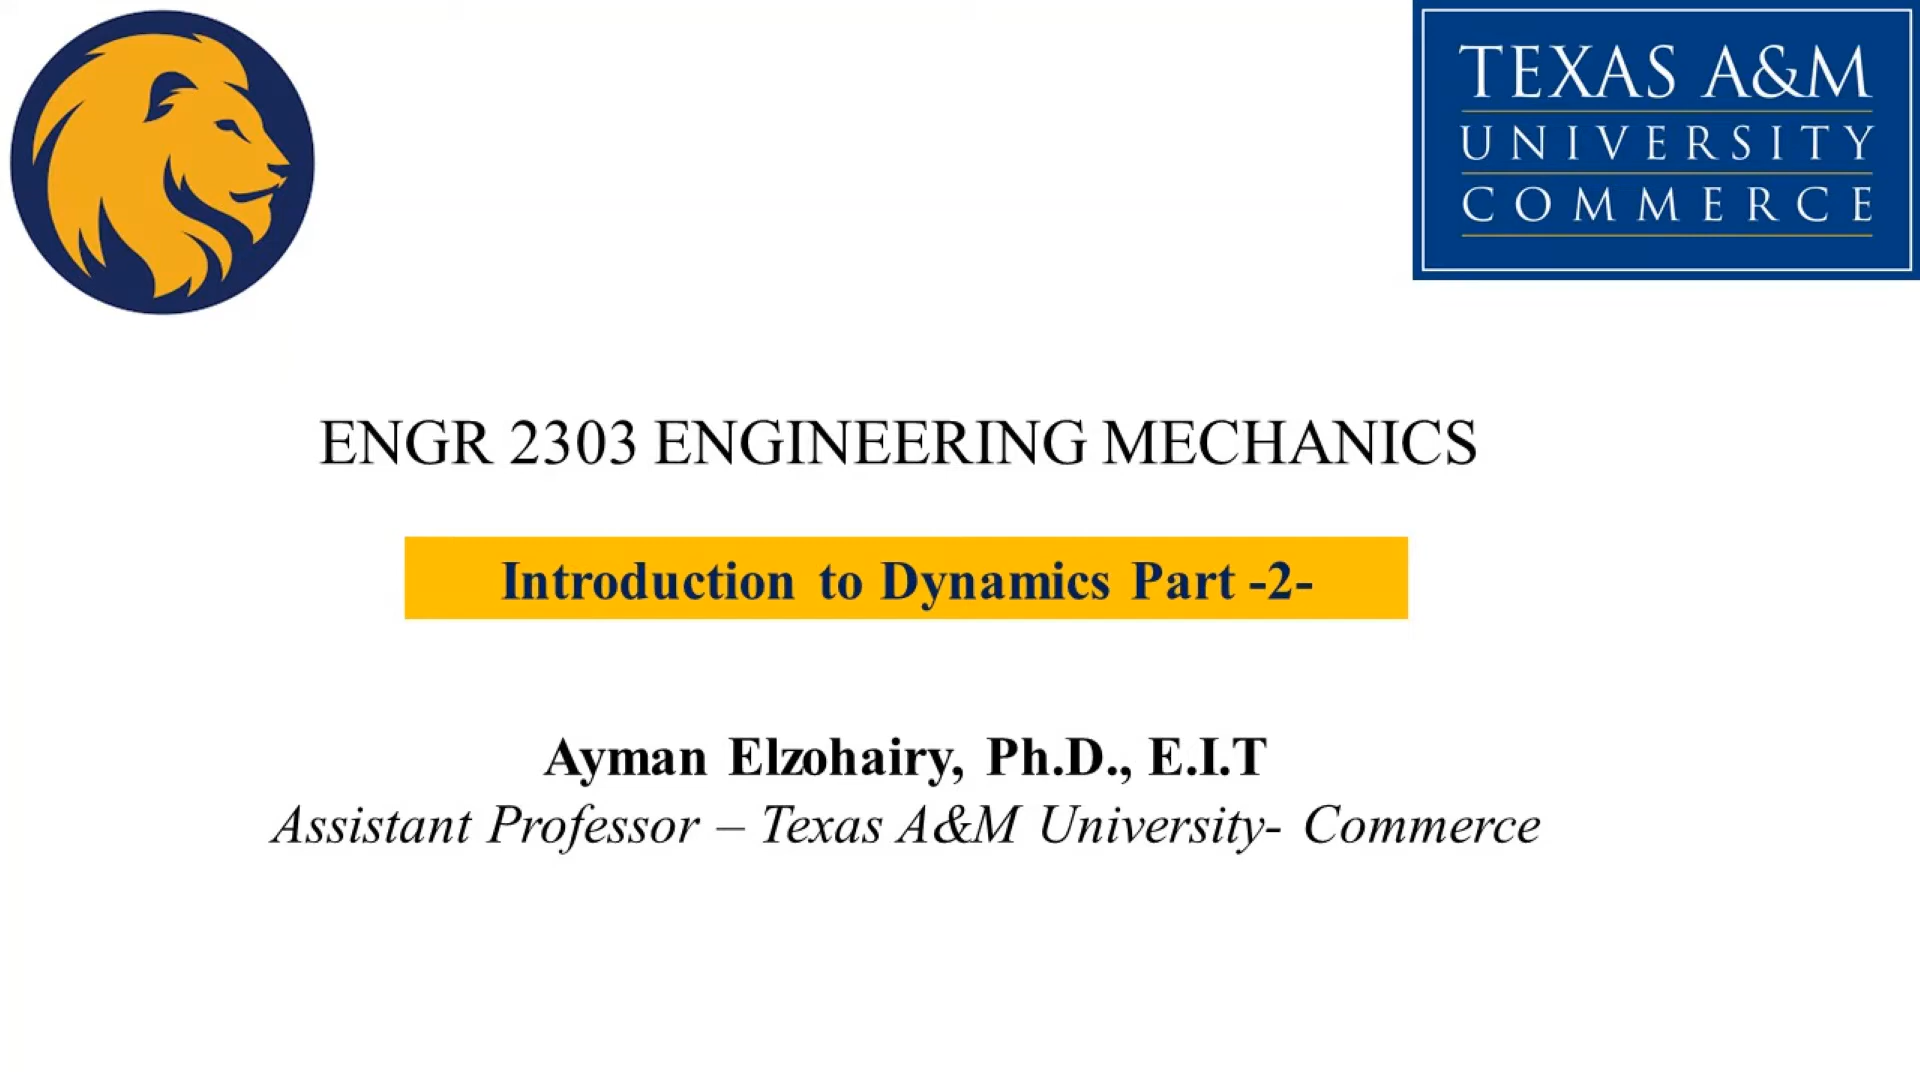 TEXAS A&M
UNIVERSITY
COMMERCE
ENGR 2303 ENGINEERING MECHANICS
Introduction to Dynamics Part -2-
Ayman Elzohairy, Ph.D., E.I.T
Assistant Professor – Texas A&M University- Commerce